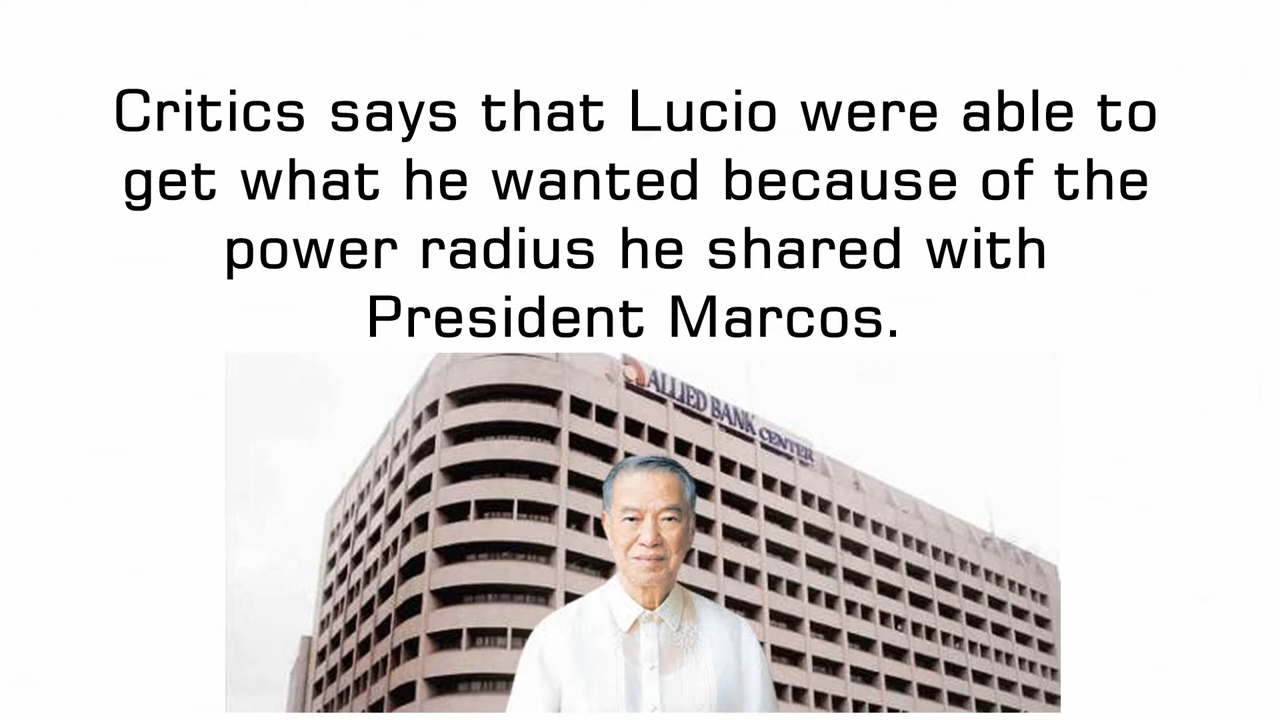 Critics says that Lucio were able to
get what he wanted because of the
power radius he shared with
President Marcos.
ALLIED BANK CENTER